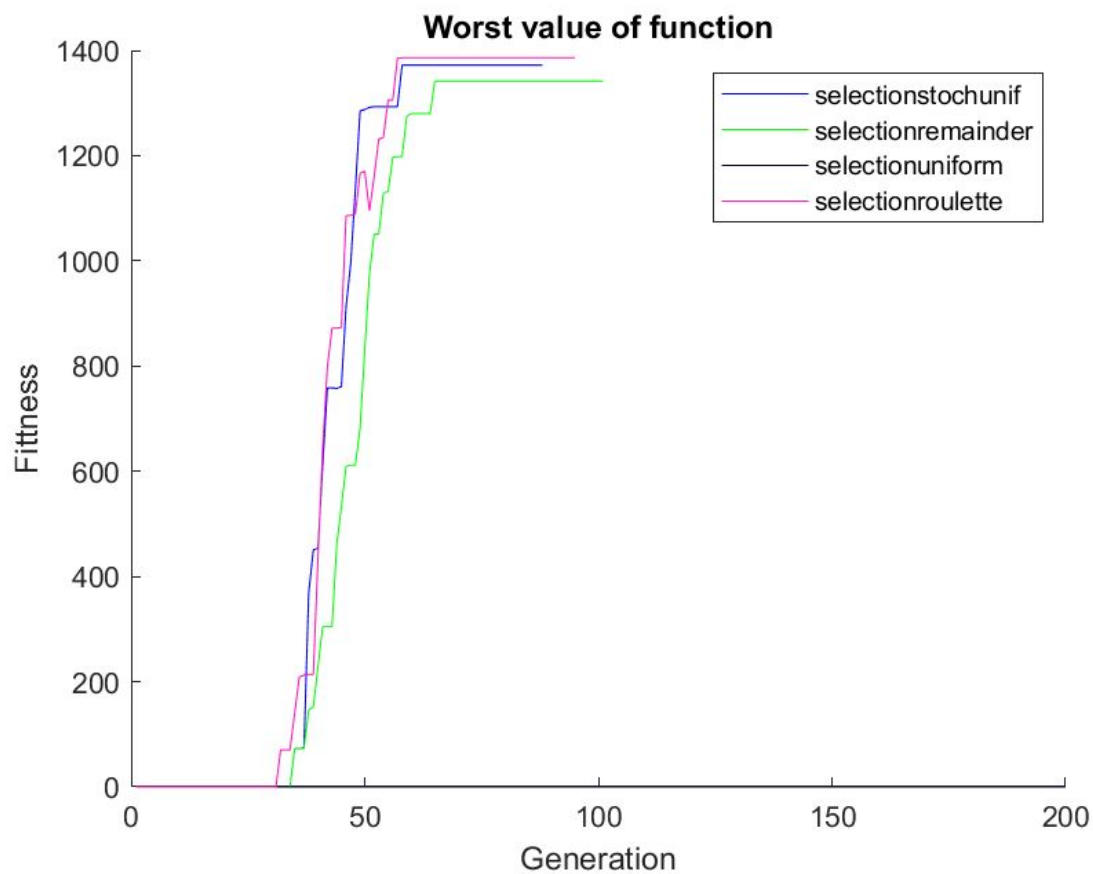 Worst value of function
1400
1200
1000
800
600
400
200
0
Fittness
selectionstochunif
selectionremainder
selectionuniform
selectionroulette
0
50
100
150
200
Generation